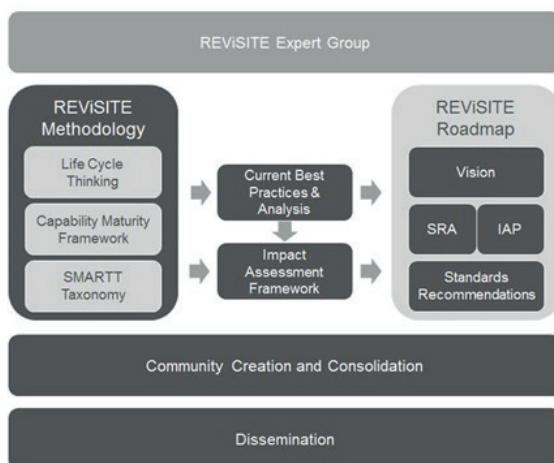 REViSITE Expert Group
REViSITE
Methodology
Life Cycle
Thinking
Capability Maturity
Framework
SMARTT
Taxonomy
Current Best
Practices &
Analysis
Impact
Assessment
Framework
REViSITE
Roadmap
Vision
SRA
IAP
Standards
Recommendations
Community Creation and Consolidation
Dissemination